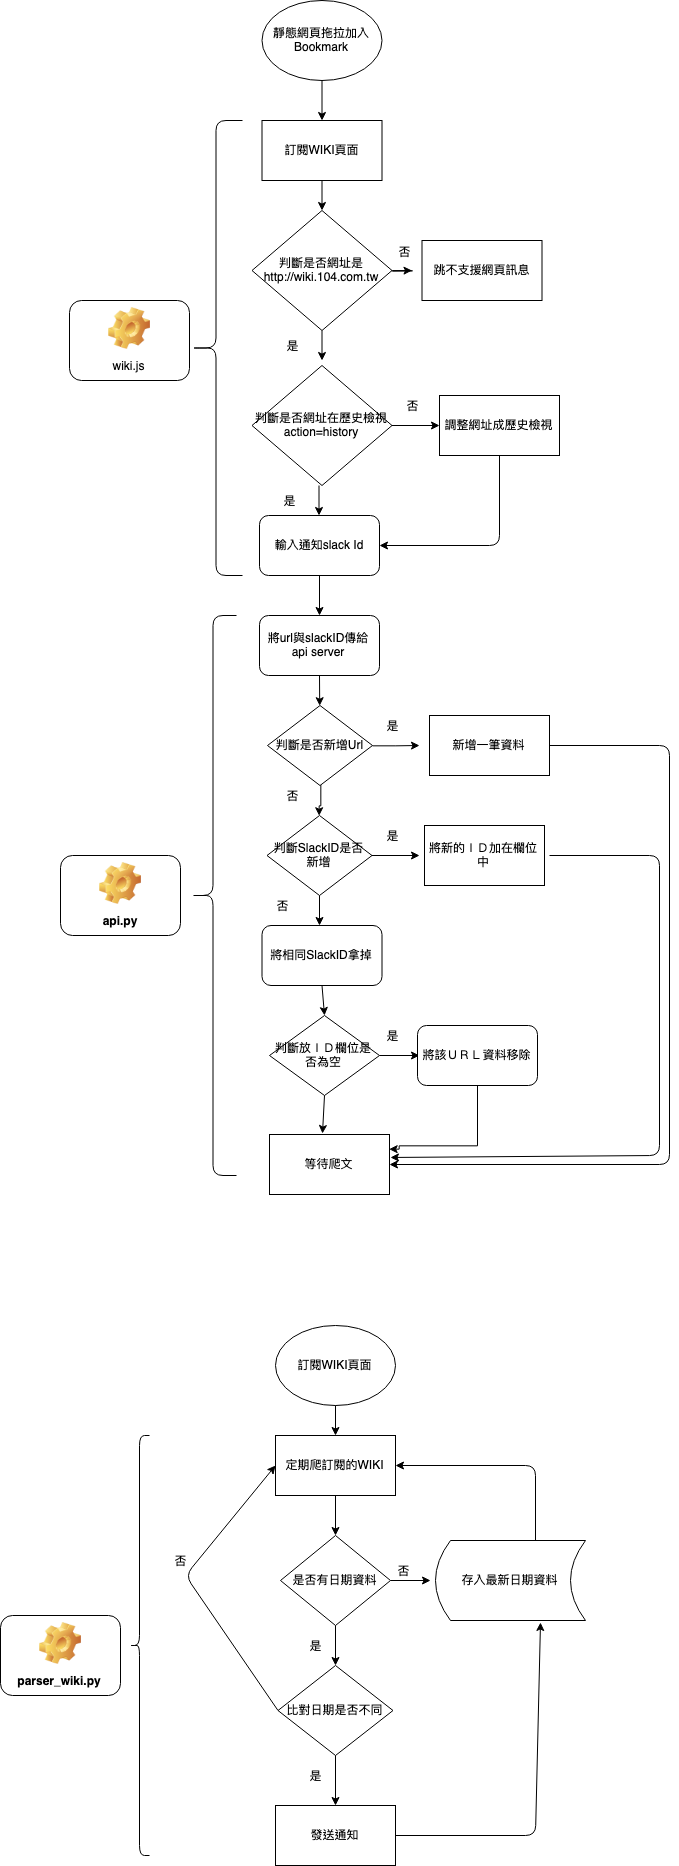 靜態網頁拖拉加入
Bookmark
訂閱WIKI頁面
判斷是否網址是
http://wiki.104.com.tw
否
跳不支援網頁訊息
是
wiki.js
判斷是否網址在歷史檢視
action=history
否
調整網址成歷史檢視
是
輸入通知slack Id
將url與slackID傳給
api server
判斷是否新增Url
是
新增一筆資料
否
判斷SlackID是否
新增
是
將新的ＩＤ加在欄位
中
api.py
否
將相同SlackID拿掉
判斷放ＩＤ欄位是
否為空
是
將該ＵＲＬ資料移除
等待爬文
訂閱WIKI頁面
定期爬訂閱的WIKI
否
是否有日期資料
否
存入最新日期資料
是
parser_wiki.py
比對日期是否不同
是
發送通知